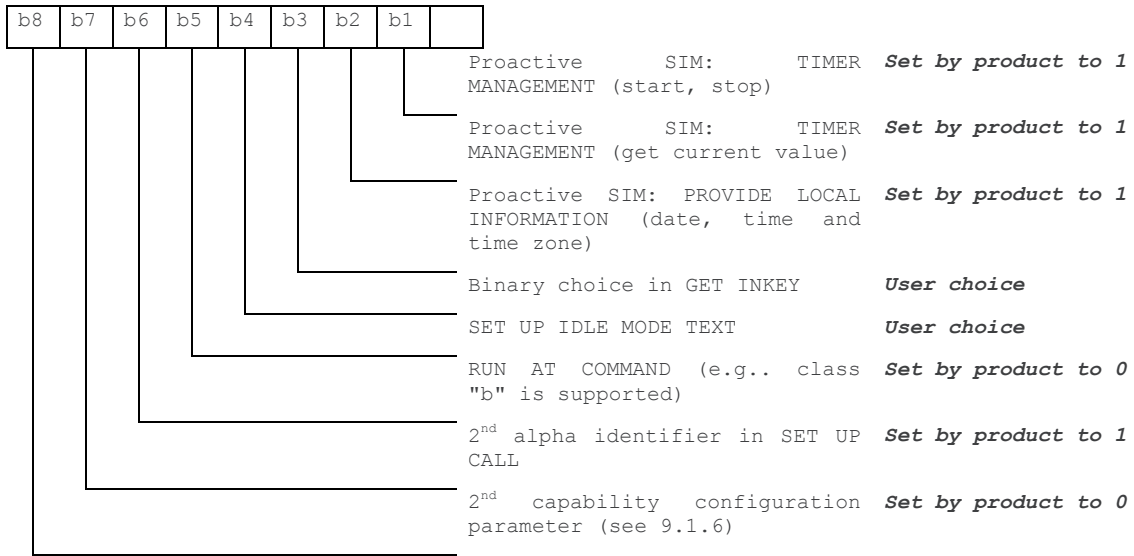 b8 b7 b6 b5 b4 b3 b2 b1
Proactive SIM: TIMER Set by product to 1
MANAGEMENT (start, stop)
Proactive SIM: TIMER Set by product to 1
MANAGEMENT (get current value)
Proactive SIM: PROVIDE LOCAL Set by product to 1
INFORMATION (date, time and
time zone)
Binary choice in GET INKEY User choice
SET UP IDLE MODE TEXT User choice
RUN AT COMMAND (e.g.. class Set by product to 0
"b" is supported)
2nd alpha identifier in SET UP Set by product to 1
CALL
2nd capability configuration Set by product to 0
parameter (see 9.1.6)